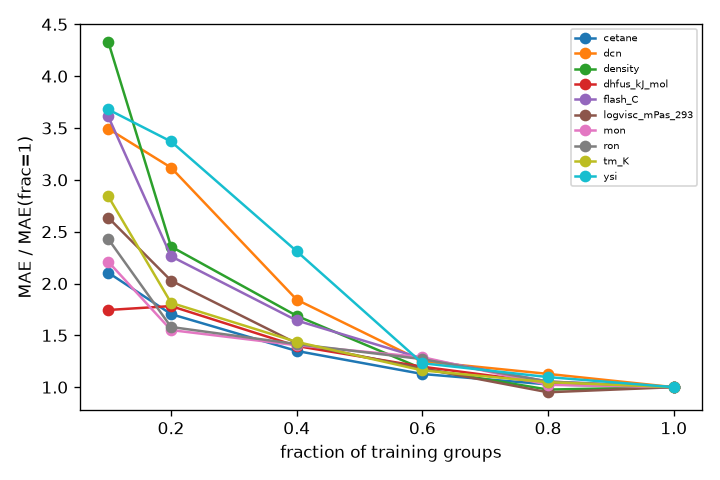 4.5
4.0
3.5
3.0
2.5
2.0
1.5
1.0
MAE / MAE(frac=1)
cetane
dcn
density
dhfus_kJ_mol
flash_C
logvisc_mPas_293
mon
ron
tm_K
ysi
0.2 0.4 0.6 0.8 1.0
fraction of training groups